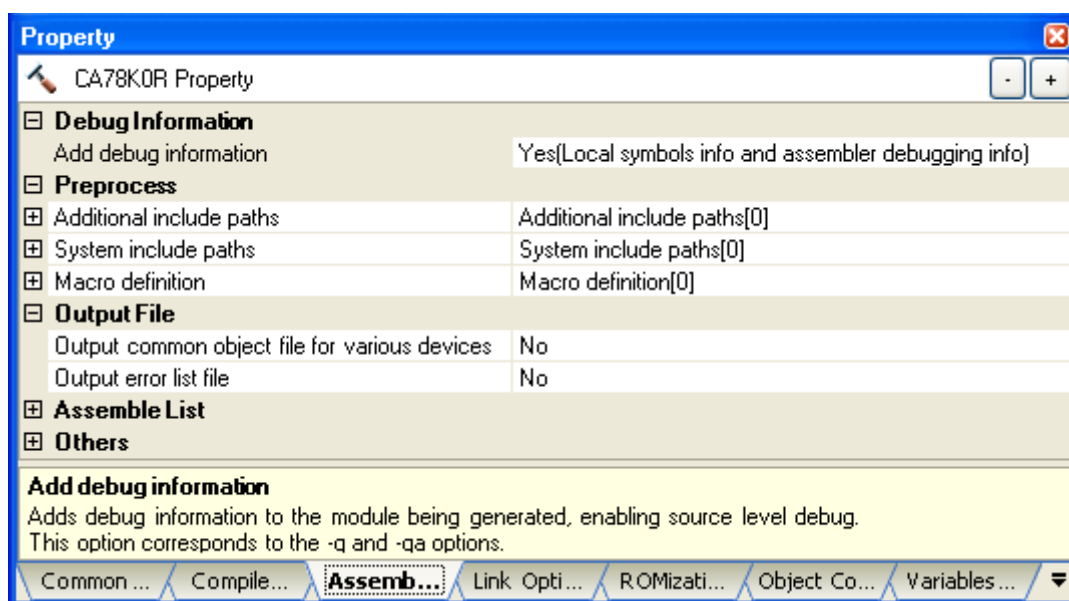 Property
CA78K0R Property
- +
Debug Information
Add debug information Yes(Local symbols info and assembler debugging info)
Preprocess
Additional include paths Additional include paths[0]
System include paths System include paths[0]
Macro definition Macro definition[0]
Output File
Output common object file for various devices No
Output error list file No
Assemble List
Others
Add debug information
Adds debug information to the module being generated, enabling source level debug.
This option corresponds to the -g and -ga options.
Common ... Compile... Assemb... Link Opti... ROMizati... Object Co... Variables...